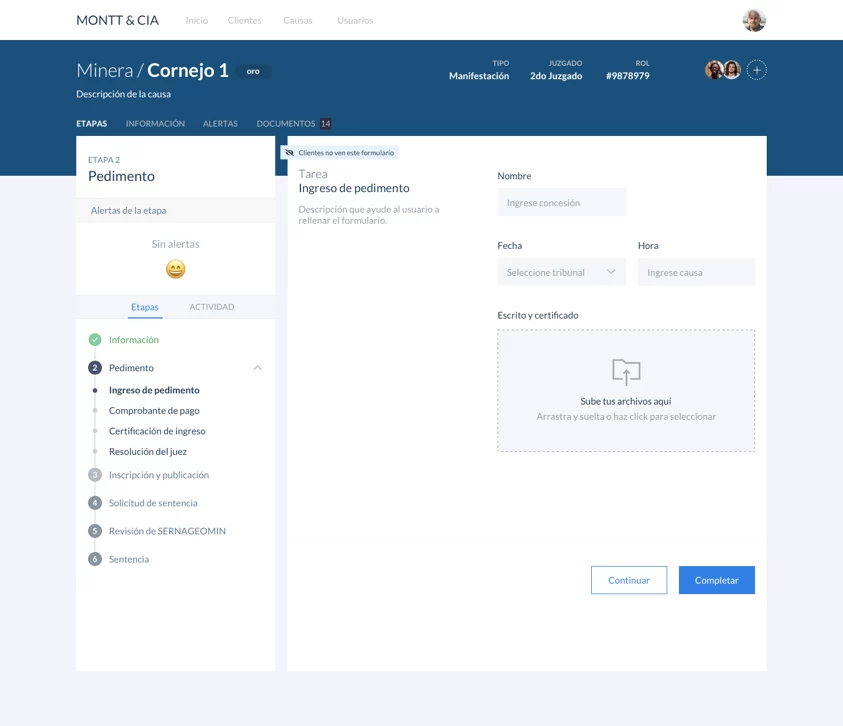 MONTT & CIA
Inicio
Clientes
Causas
Usuarios
Minera / Cornejo 1
oro
Descripción de la causa
TIPO
Manifestación
JUZGADO
2do Juzgado
ROL
#9878979
ETAPAS
INFORMACIÓN
ALERTAS
DOCUMENTOS 14
ETAPA 2
Pedimento
Alertas de la etapa
Sin alertas
Etapas
ACTIVIDAD
Información
2 Pedimento
Ingreso de pedimento
Comprobante de pago
Certificación de ingreso
Resolución del juez
3 Inscripción y publicación
4 Solicitud de sentencia
5 Revisión de SERNAGEOMIN
6 Sentencia
Clientes no ven este formulario
Tarea
Ingreso de pedimento
Descripción que ayude al usuario a
rellenar el formulario.
Nombre
Ingrese concesión
Fecha
Seleccione tribunal
Hora
Ingrese causa
Escrito y certificado
Sube tus archivos aquí
Arrastra y suelta o haz click para seleccionar
Continuar
Completar